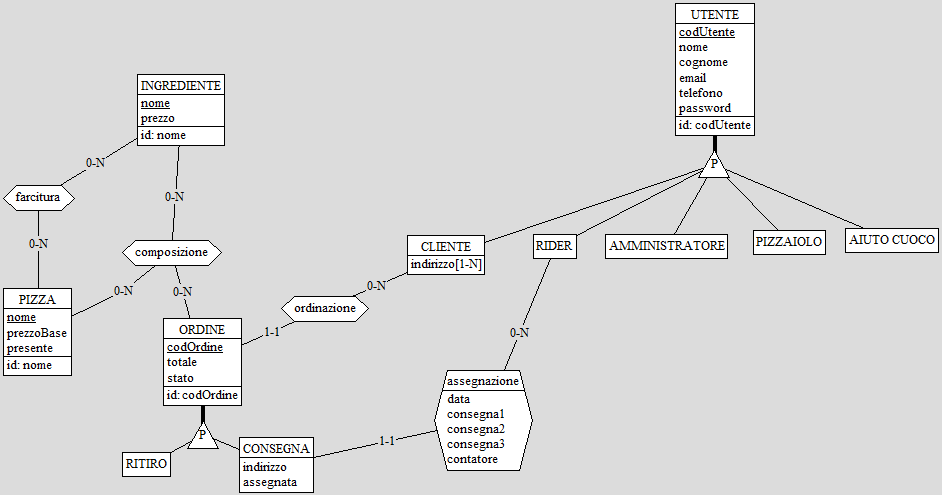 UTENTE
codUtente
nome
cognome
email
telefono
password
id: codUtente
P
INGREDIENTE
nome
prezzo
id: nome
0-N
0-N
farcitura
0-N
composizione
0-N
0-N
PIZZA
nome
prezzoBase
presente
id: nome
CLIENTE
indirizzo[1-N]
RIDER
AMMINISTRATORE
PIZZAIOLO
AIUTO CUOCO
0-N
ordinazione
1-1
ORDINE
codOrdine
totale
stato
id: codOrdine
P
RITIRO
CONSEGNA
indirizzo
assegnata
1-1
0-N
assegnazione
data
consegna1
consegna2
consegna3
contatore